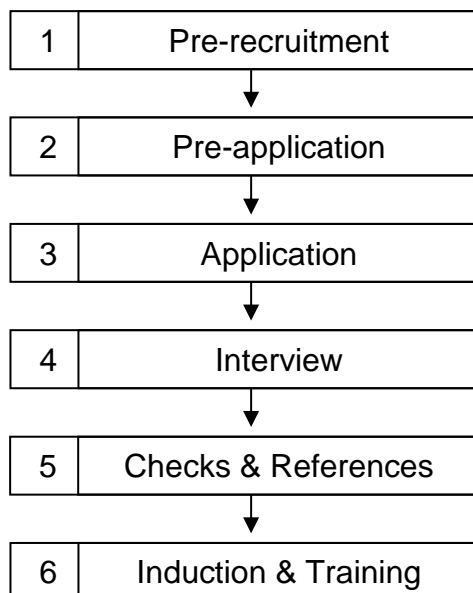 1 Pre-recruitment
2 Pre-application
3 Application
4 Interview
5 Checks & References
6 Induction & Training